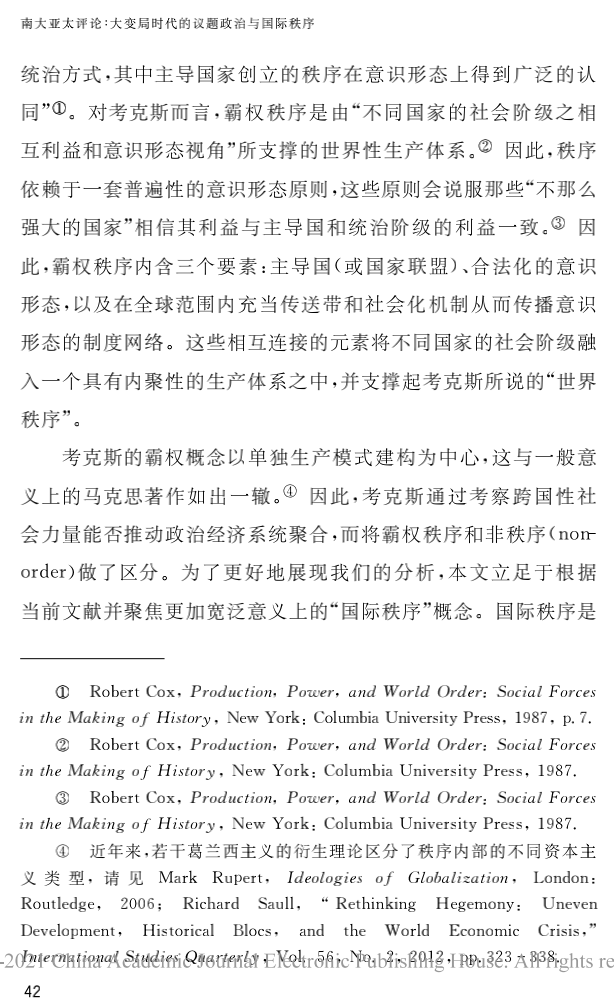 南大亚太评论:大变局时代的议题政治与国际秩序
统治方式,其中主导国家创立的秩序在意识形态上得到广泛的认
同”①。对考克斯而言,霸权秩序是由“不同国家的社会阶级之相
互利益和意识形态视角”所支撑的世界性生产体系。② 因此,秩序
依赖于一套普遍性的意识形态原则,这些原则会说服那些“不那么
强大的国家”相信其利益与主导国和统治阶级的利益一致。③ 因
此,霸权秩序内含三个要素:主导国(或国家联盟)、合法化的意识
形态,以及在全球范围内充当传送带和社会化机制从而传播意识
形态的制度网络。这些相互连接的元素将不同国家的社会阶级融
入一个具有内聚性的生产体系之中,并支撑起考克斯所说的“世界
秩序”。
考克斯的霸权概念以单独生产模式建构为中心,这与一般意
义上的马克思著作如出一辙。④ 因此,考克斯通过考察跨国性社
会力量能否推动政治经济系统聚合,而将霸权秩序和非秩序(non-
order)做了区分。为了更好地展现我们的分析,本文立足于根据
当前文献并聚焦更加宽泛意义上的“国际秩序”概念。国际秩序是
① Robert Cox, Production, Power, and World Order: Social Forces
in the Making of History, New York: Columbia University Press, 1987, p. 7.
② Robert Cox, Production, Power, and World Order: Social Forces
in the Making of History, New York: Columbia University Press, 1987.
③ Robert Cox, Production, Power, and World Order: Social Forces
in the Making of History, New York: Columbia University Press, 1987.
④ 近年来,若干葛兰西主义的衍生理论区分了秩序内部的不同资本主
义类型,请见 Mark Rupert, Ideologies of Globalization, London:
Routledge, 2006; Richard Saull, “Rethinking Hegemony: Uneven
Development, Historical Blocs, and the World Economic Crisis,”
International Studies Quarterly, Vol. 56, No. 2, 2012, pp. 323-338.
-2021 China Academic Journal Electronic Publishing House. All rights re
42